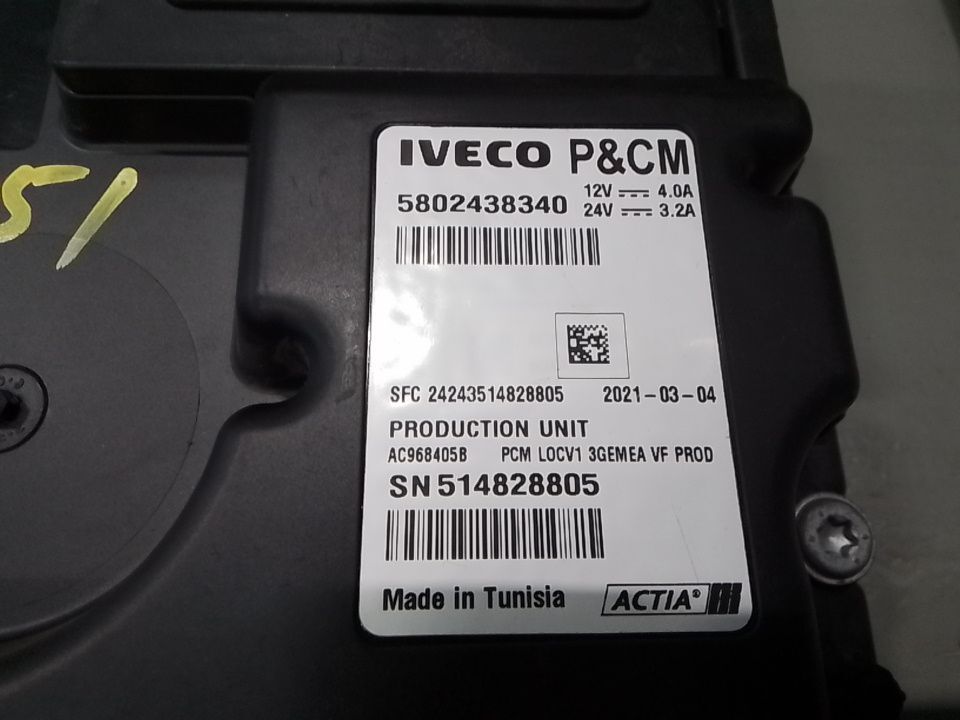 51
IVECO P&CM
5802438340 12V 4.0A
24V 3.2A
SFC 24243514828805 2021-03-04
PRODUCTION UNIT
AC968405B PCM LOCV1 3GEMEA VF PROD
SN 514828805
Made in Tunisia ACTIA®